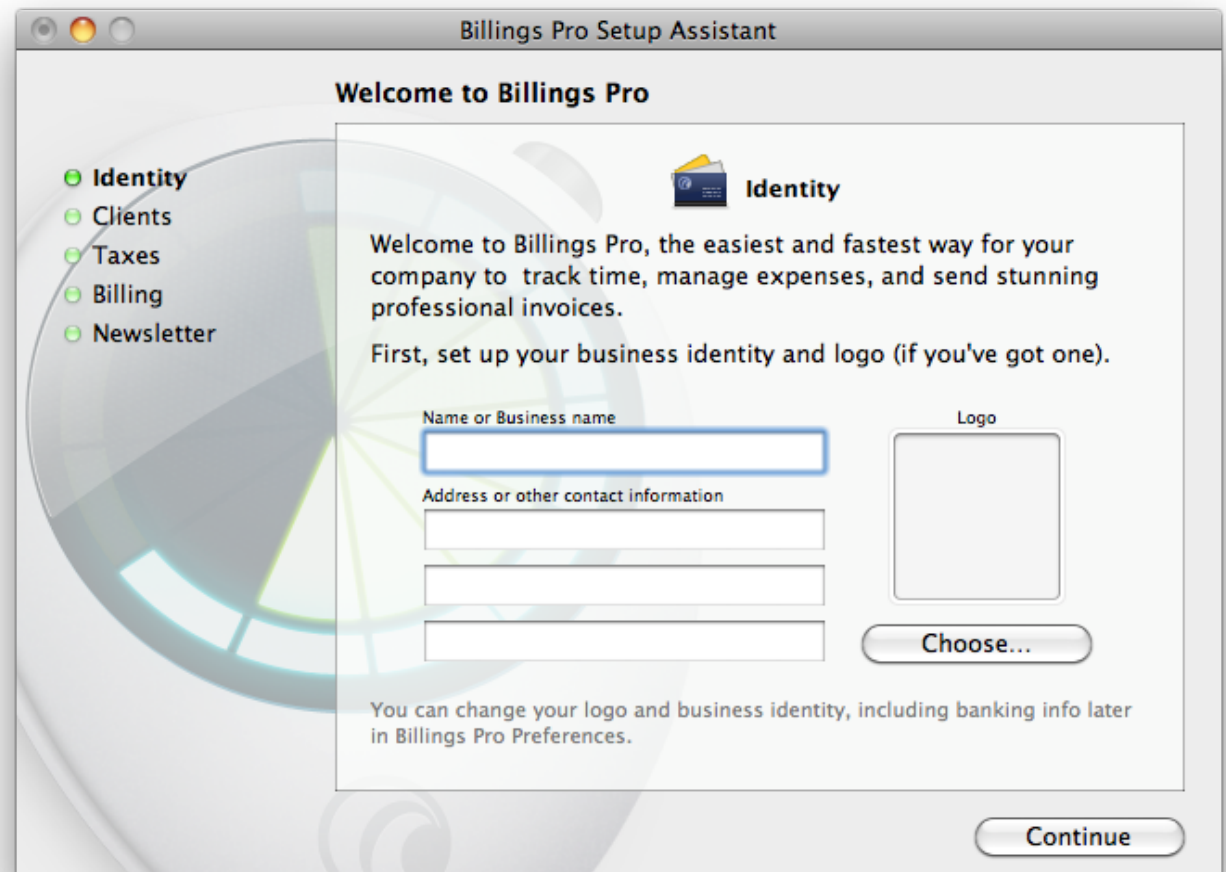 Billings Pro Setup Assistant
Welcome to Billings Pro
Identity
Clients
Taxes
Billing
Newsletter
Identity
Welcome to Billings Pro, the easiest and fastest way for your
company to  track time, manage expenses, and send stunning
professional invoices.
First, set up your business identity and logo (if you've got one).
Name or Business name
Logo
Address or other contact information
Choose...
You can change your logo and business identity, including banking info later
in Billings Pro Preferences.
Continue